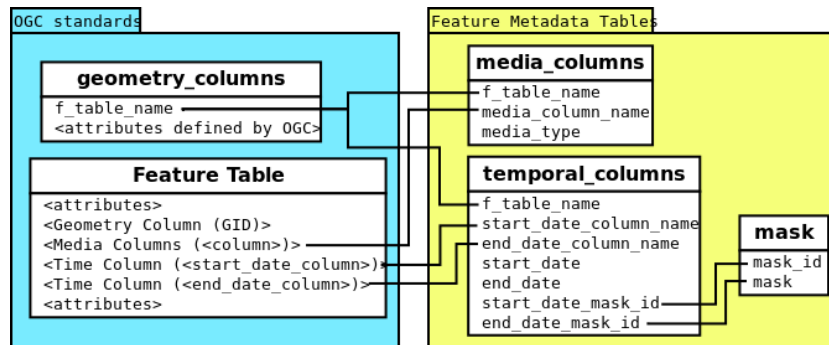 OGC standards
geometry_columns
f_table_name
<attributes defined by OGC>
Feature Table
<attributes>
<Geometry Column (GID)>
<Media Columns (<column>)>
<Time Column (<start_date_column>)>
<Time Column (<end_date_column>)>
<attributes>
Feature Metadata Tables
media_columns
f_table_name
media_column_name
media_type
temporal_columns
f_table_name
start_date_column_name
end_date_column_name
start_date
end_date
start_date_mask_id
end_date_mask_id
mask
mask_id
mask